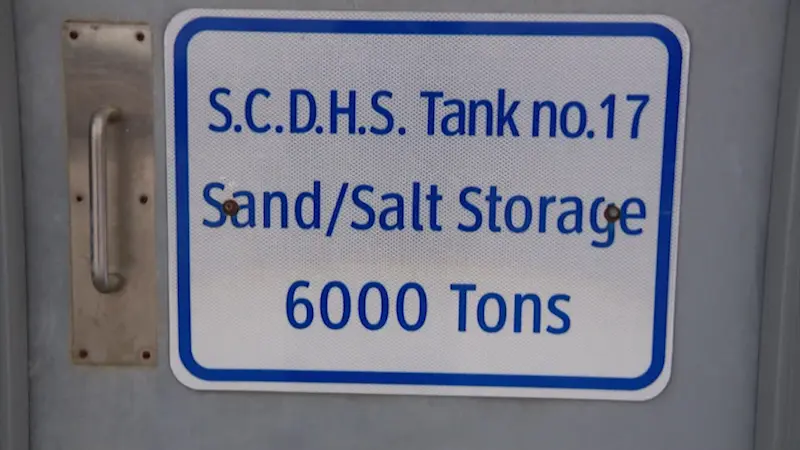 S.C.D.H.S. Tank no.17
Sand/Salt Storage
6000 Tons